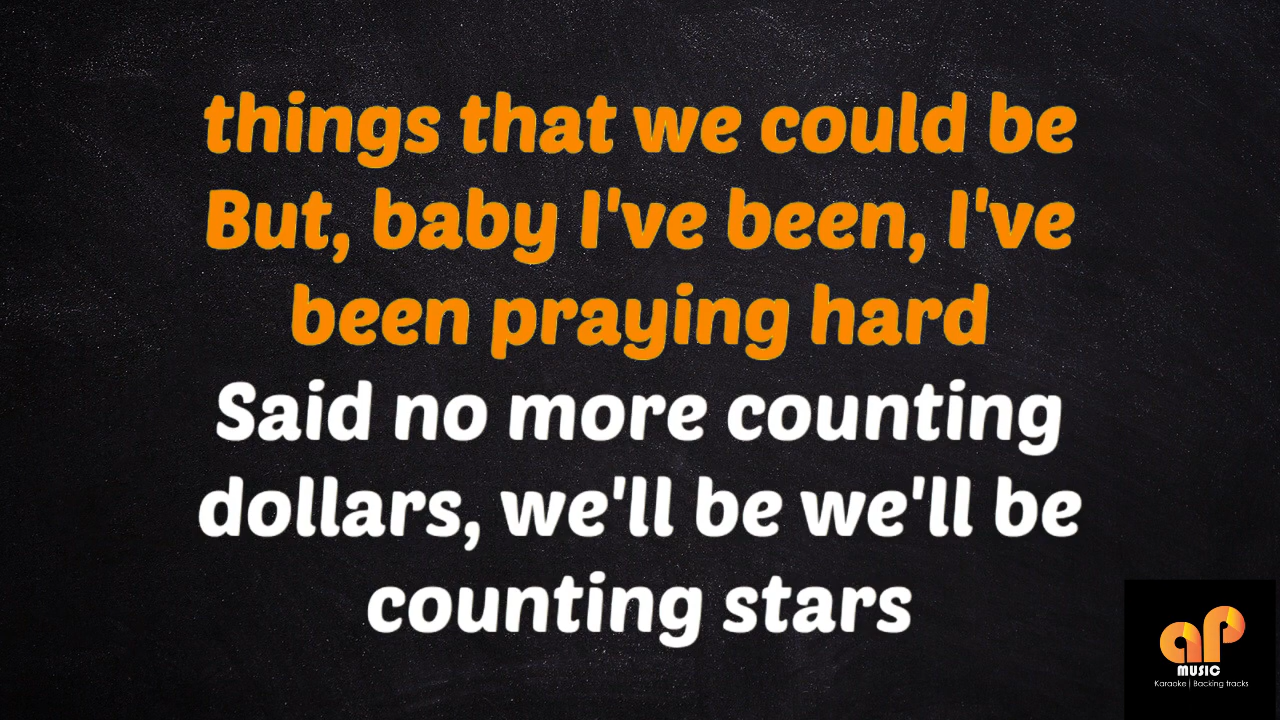 things that we could be
But, baby I've been, I've
been praying hard
Said no more counting
dollars, we'll be we'll be
counting stars
ap
MUSIC
Karaoke | Backing tracks